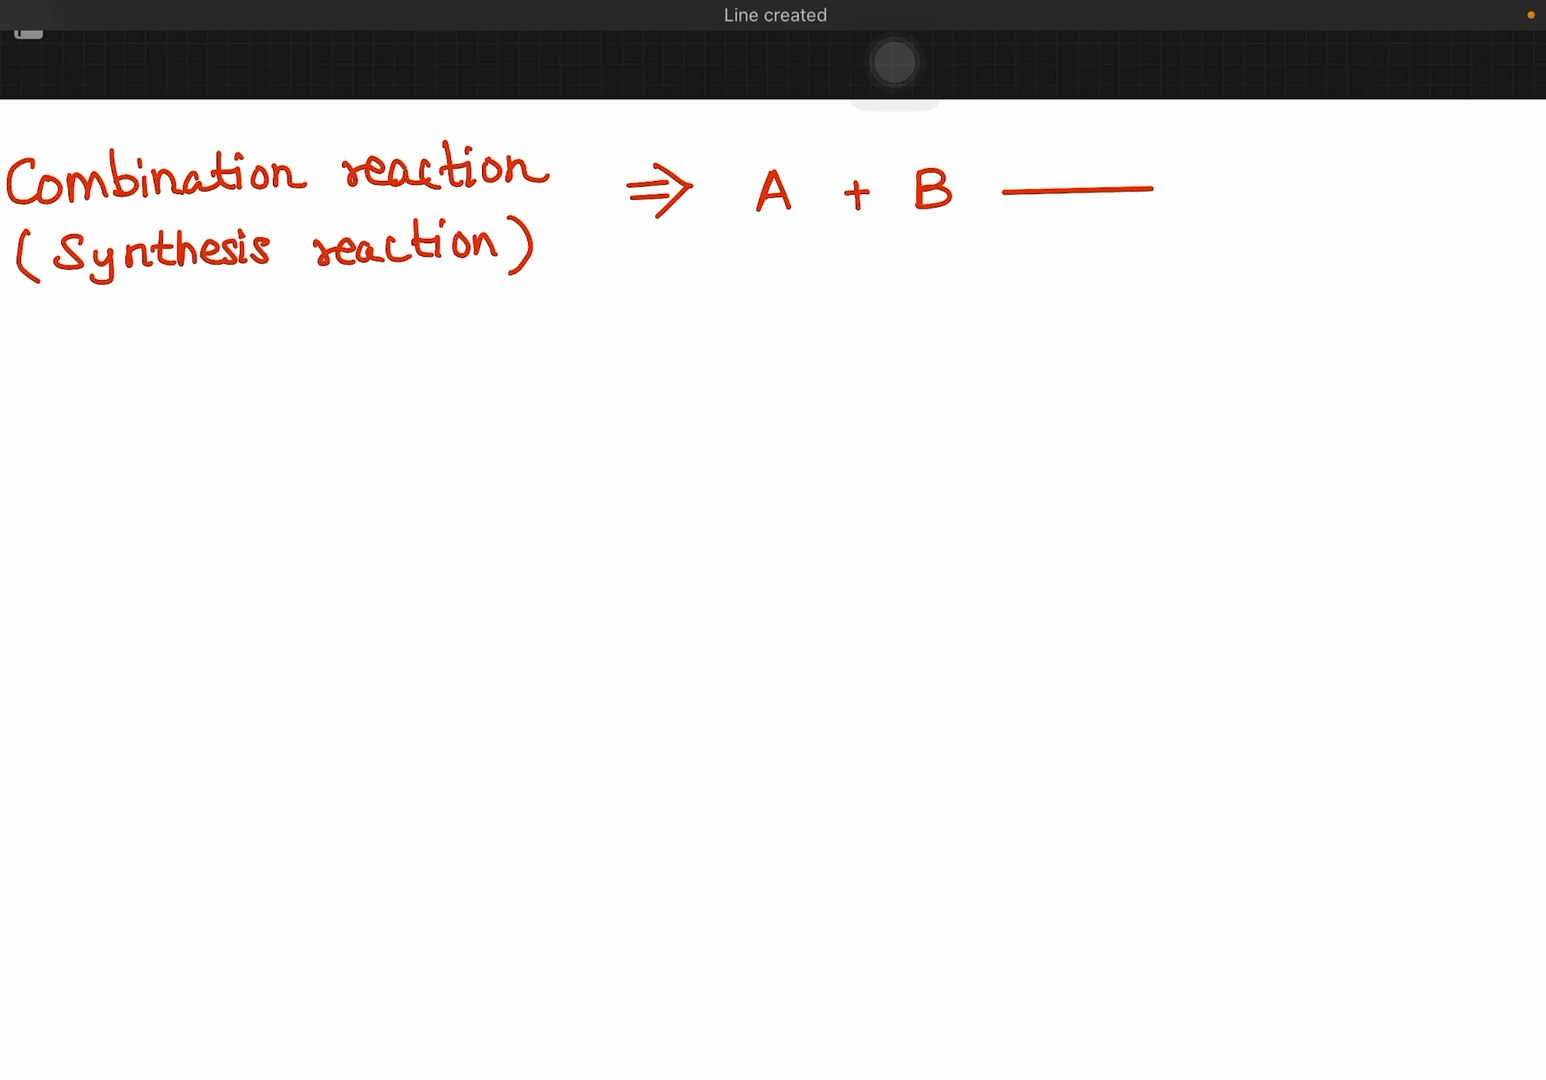 Line created
Combination reaction ⇒ A + B —
(Synthesis reaction)